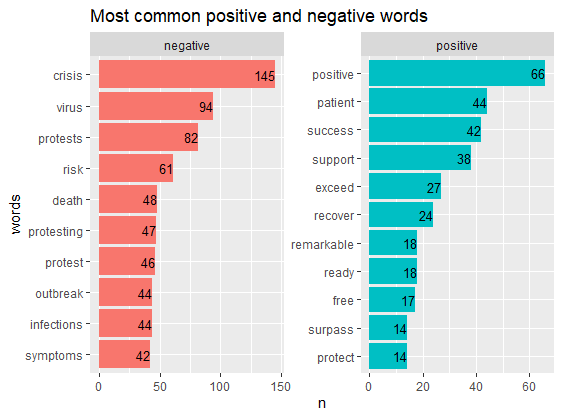 Most common positive and negative words
negative
positive
words
crisis 145
virus 94
protests 82
risk 61
death 48
protesting 47
protest 46
outbreak 44
infections 44
symptoms 42
0 50 100 150
positive 66
patient 44
success 42
support 38
exceed 27
recover 24
remarkable 18
ready 18
free 17
surpass 14
protect 14
0 20 40 60
n